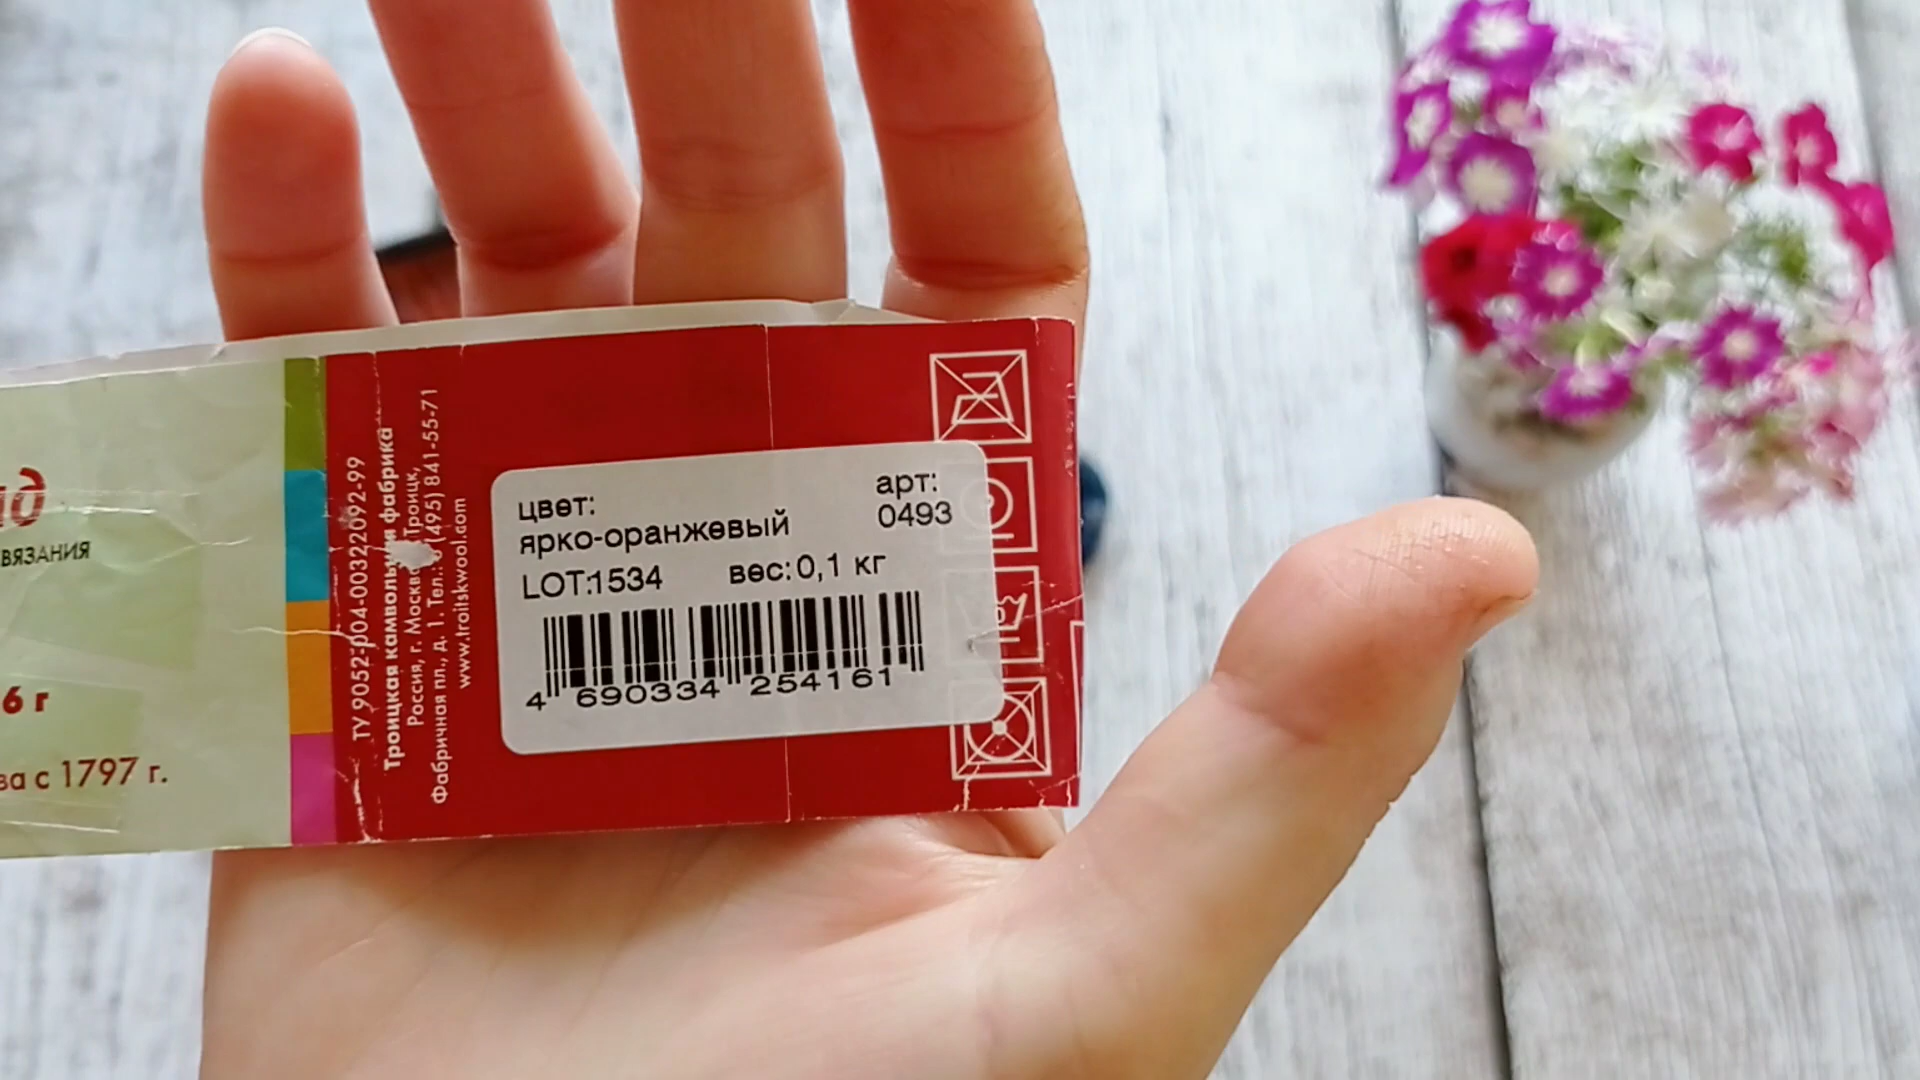 ВЯЗАНИЯ
6 г
с 1797 г.
ТУ 9052-004-00322092-99
Троицкая камвольная фабрика
Россия, г. Москва, Троицк,
Фабричная пл., д. 1. Тел.: 8 (495) 841-55-71
www.troitskwool.com
цвет:
ярко-оранжевый
арт:
0493
LOT:1534 вес:0,1 кг
4 690334 254161